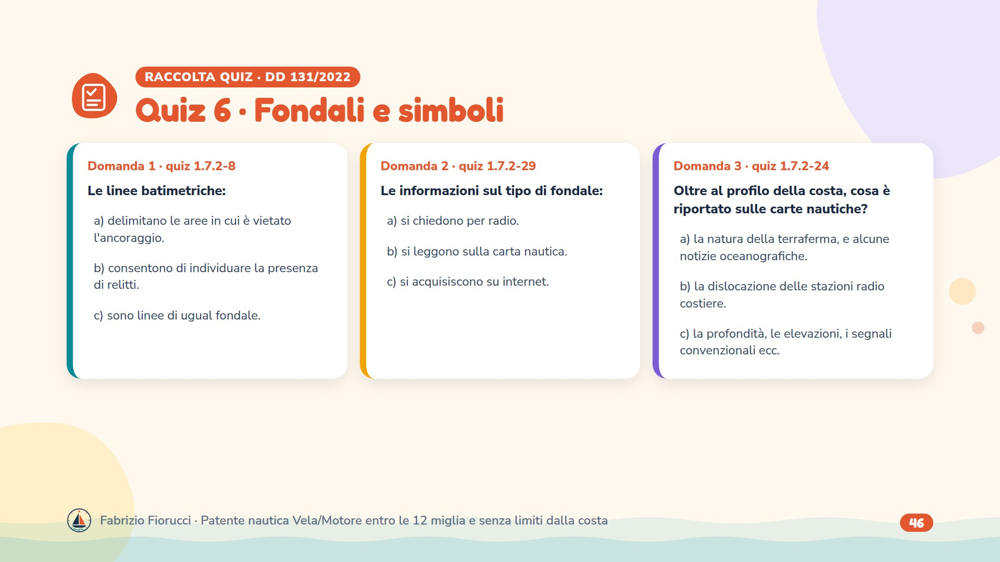 RACCOLTA QUIZ · DD 131/2022
Quiz 6 · Fondali e simboli
Domanda 1 · quiz 1.7.2-8
Le linee batimetriche:
a) delimitano le aree in cui è vietato
l'ancoraggio.
b) consentono di individuare la presenza
di relitti.
c) sono linee di ugual fondale.
Domanda 2 · quiz 1.7.2-29
Le informazioni sul tipo di fondale:
a) si chiedono per radio.
b) si leggono sulla carta nautica.
c) si acquisiscono su internet.
Domanda 3 · quiz 1.7.2-24
Oltre al profilo della costa, cosa è
riportato sulle carte nautiche?
a) la natura della terraferma, e alcune
notizie oceanografiche.
b) la dislocazione delle stazioni radio
costiere.
c) la profondità, le elevazioni, i segnali
convenzionali ecc.
Fabrizio Fiorucci · Patente nautica Vela/Motore entro le 12 miglia e senza limiti dalla costa
46